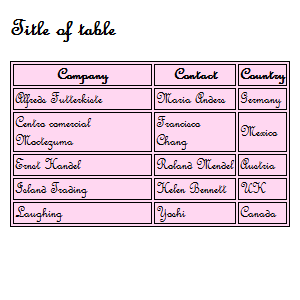 Title of table
Company Contact Country
Alfreds Futterkiste Maria Anders Germany
Centro comercial Moctezuma Francisco Chang Mexico
Ernst Handel Roland Mendel Austria
Island Trading Helen Bennett UK
Laughing Yoshi Canada